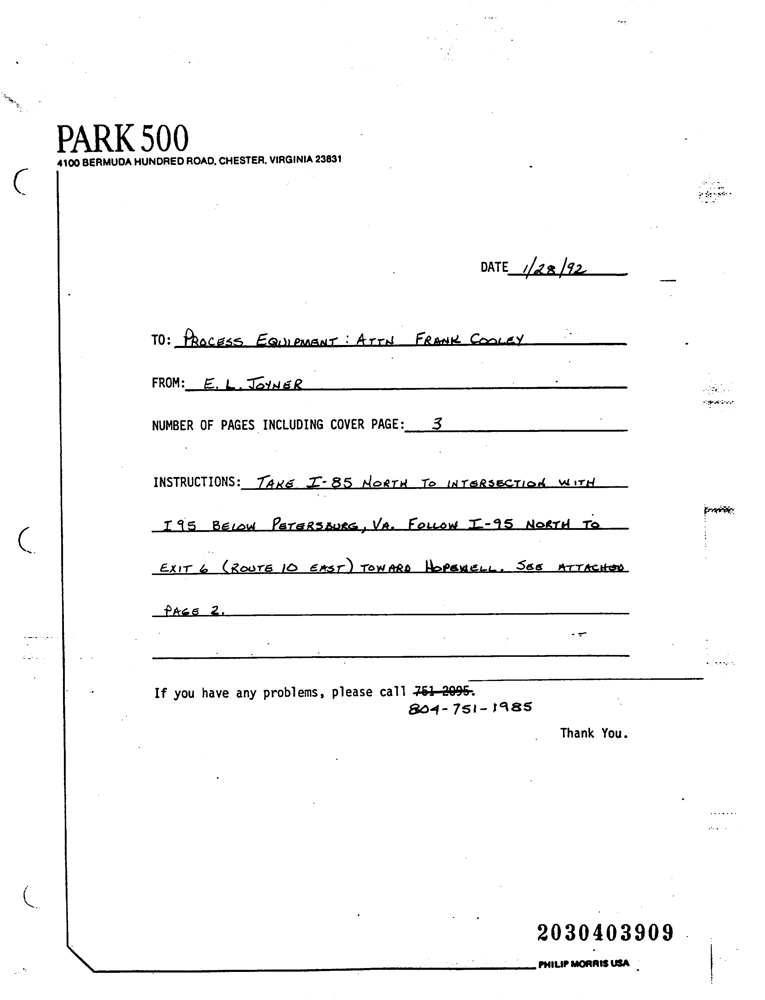 PARK 500
4100 BERMUDA HUNDRED ROAD, CHESTER, VIRGINIA 23831
DATE 1/28/92
TO: PROCESS EQUIPMENT : ATTN FRANK COOLEY
FROM: E. L. JOYNER
NUMBER OF PAGES INCLUDING COVER PAGE: 3
INSTRUCTIONS: TAKE I-85 NORTH TO INTERSECTION WITH
I95 BELOW PETERSBURG, VA. FOLLOW I-95 NORTH TO
EXIT 6 (ROUTE 10 EAST) TOWARD HOPEWELL. SEE ATTACHED
PAGE 2.
If you have any problems, please call 751-2095.
804-751-1985
Thank You.
2030403909
PHILIP MORRIS USA